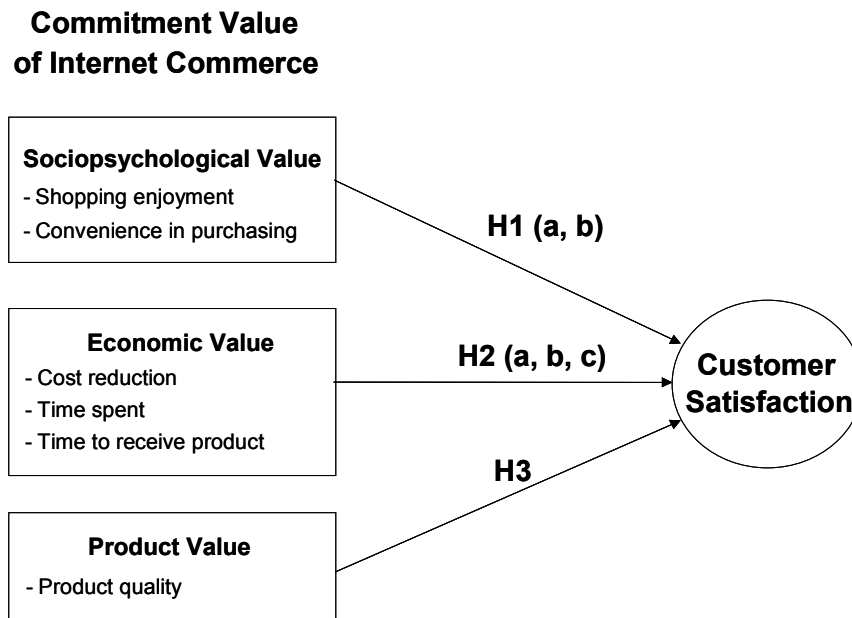 Commitment Value
of Internet Commerce
Sociopsychological Value
- Shopping enjoyment
- Convenience in purchasing
H1 (a, b)
Economic Value
- Cost reduction
- Time spent
- Time to receive product
H2 (a, b, c)
Customer
Satisfaction
H3
Product Value
- Product quality